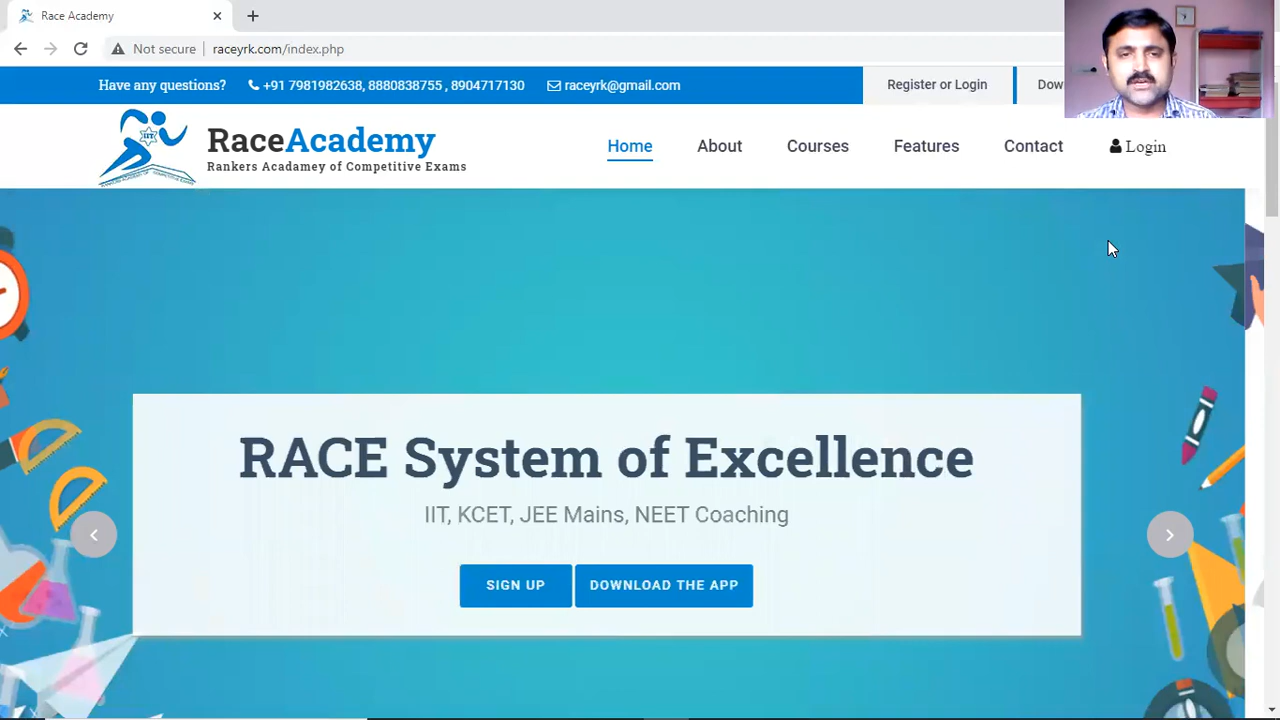 Race Academy
Not secure
raceyrk.com/index.php
Have any questions? +91 7981982638, 8880838755 , 8904717130 raceyrk@gmail.com Register or Login
IIT
RaceAcademy
Rankers Acadamey of Competitive Exams
Home About Courses Features Contact Login
RACE System of Excellence
IIT, KCET, JEE Mains, NEET Coaching
SIGN UP DOWNLOAD THE APP